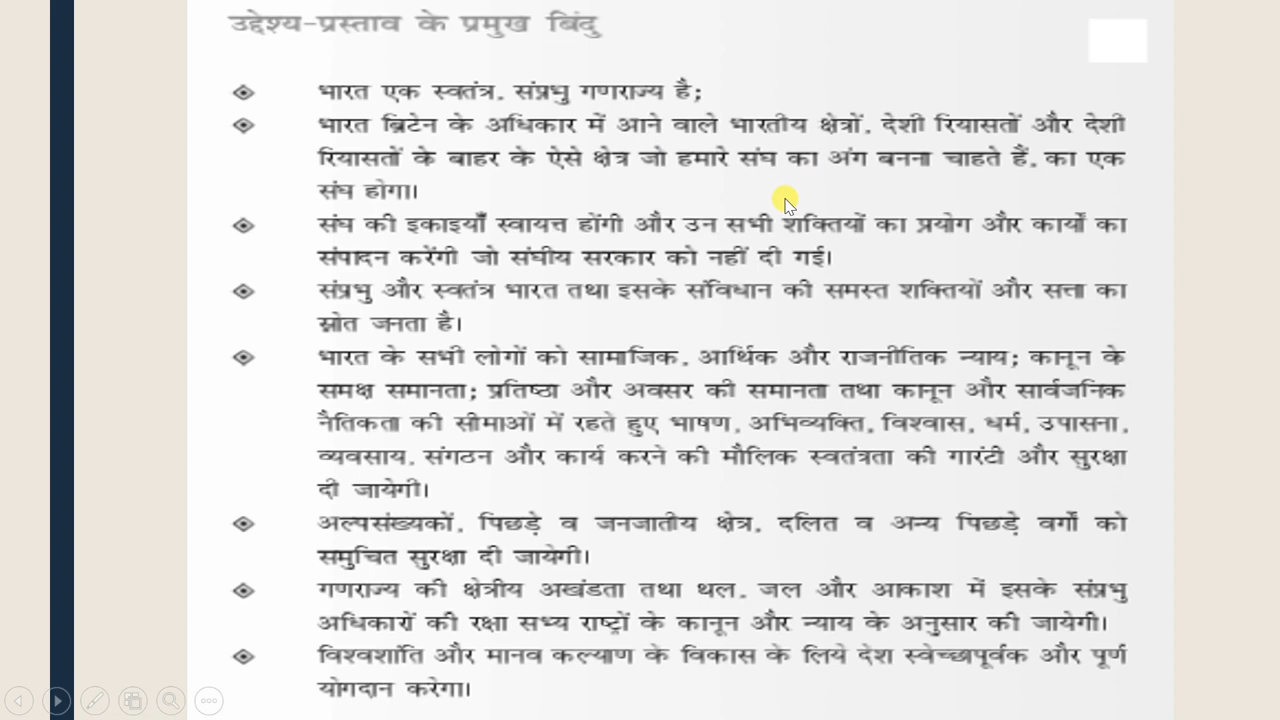 उद्देश्य-प्रस्ताव के प्रमुख बिंदु
भारत एक स्वतंत्र, संप्रभु गणराज्य है;
भारत ब्रिटेन के अधिकार में आने वाले भारतीय क्षेत्रों, देशी रियासतों और देशी
रियासतों के बाहर के ऐसे क्षेत्र जो हमारे संघ का अंग बनना चाहते हैं, का एक
संघ होगा।
संघ की इकाइयाँ स्वायत्त होंगी और उन सभी शक्तियों का प्रयोग और कार्यों का
संपादन करेंगी जो संघीय सरकार को नहीं दी गई।
संप्रभु और स्वतंत्र भारत तथा इसके संविधान की समस्त शक्तियों और सत्ता का
स्रोत जनता है।
भारत के सभी लोगों को सामाजिक, आर्थिक और राजनीतिक न्याय; कानून के
समक्ष समानता; प्रतिष्ठा और अवसर की समानता तथा कानून और सार्वजनिक
नैतिकता की सीमाओं में रहते हुए भाषण, अभिव्यक्ति, विश्वास, धर्म, उपासना,
व्यवसाय, संगठन और कार्य करने की मौलिक स्वतंत्रता की गारंटी और सुरक्षा
दी जायेगी।
अल्पसंख्यकों, पिछड़े व जनजातीय क्षेत्र, दलित व अन्य पिछड़े वर्गों को
समुचित सुरक्षा दी जायेगी।
गणराज्य की क्षेत्रीय अखंडता तथा थल, जल और आकाश में इसके संप्रभु
अधिकारों की रक्षा सभ्य राष्ट्रों के कानून और न्याय के अनुसार की जायेगी।
विश्वशांति और मानव कल्याण के विकास के लिये देश स्वेच्छापूर्वक और पूर्ण
योगदान करेगा।